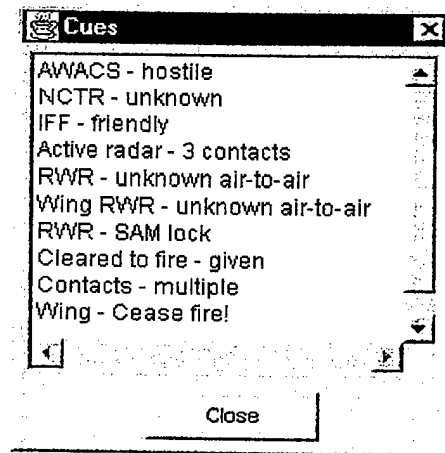 Cues
AWACS - hostile
NCTR - unknown
IFF - friendly
Active radar - 3 contacts
RWR - unknown air-to-air
Wing RWR - unknown air-to-air
RWR - SAM lock
Cleared to fire - given
Contacts - multiple
Wing - Cease fire!
Close